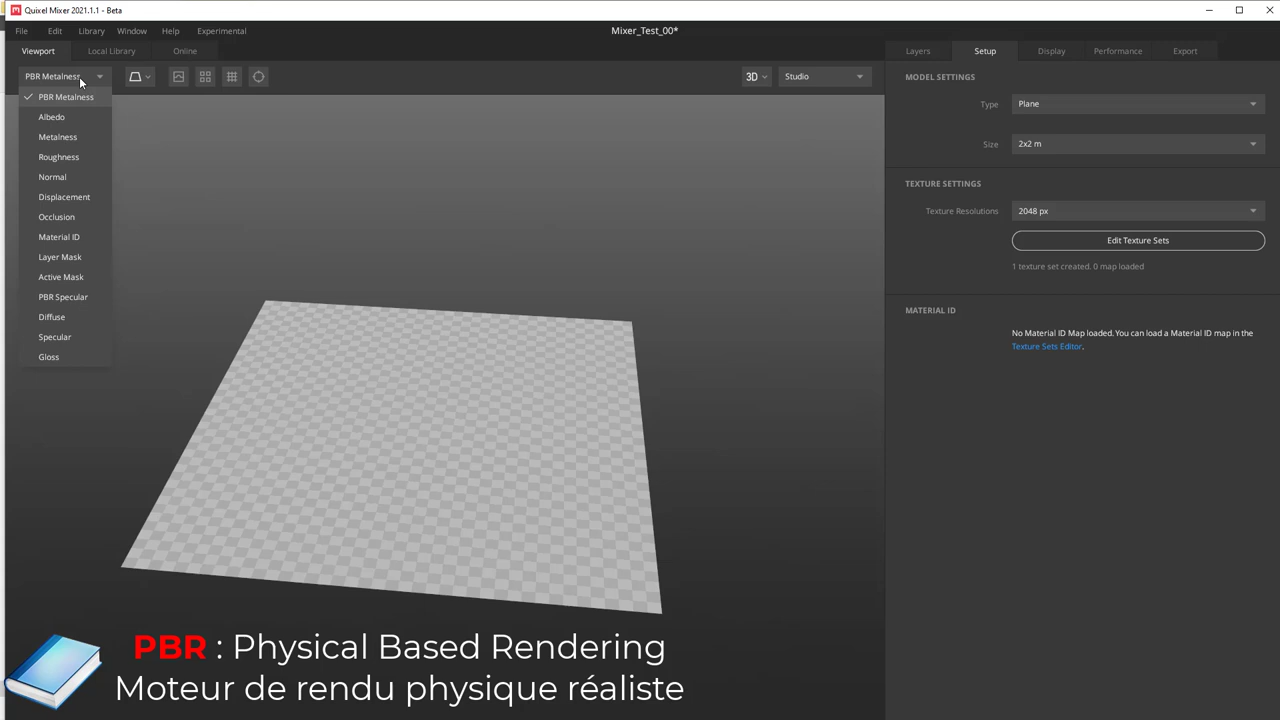 Quixel Mixer 2021.1.1 - Beta
File Edit Library Window Help Experimental
Mixer_Test_00*
Viewport Local Library Online
Layers Setup Display Performance Export
PBR Metalness
3D
Studio
PBR Metalness
Albedo
Metalness
Roughness
Normal
Displacement
Occlusion
Material ID
Layer Mask
Active Mask
PBR Specular
Diffuse
Specular
Gloss
MODEL SETTINGS
Type Plane
Size 2x2 m
TEXTURE SETTINGS
Texture Resolutions 2048 px
Edit Texture Sets
1 texture set created. 0 map loaded
MATERIAL ID
No Material ID Map loaded. You can load a Material ID map in the
Texture Sets Editor.
PBR : Physical Based Rendering
Moteur de rendu physique réaliste